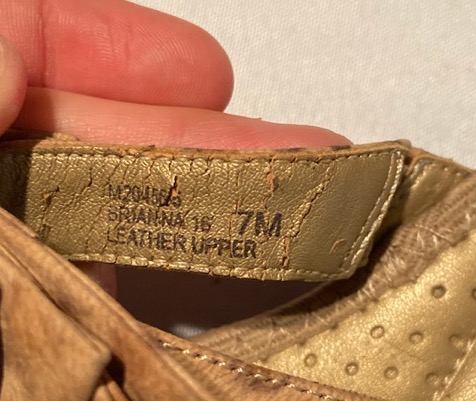 BRIANNA 16 7M
LEATHER UPPER